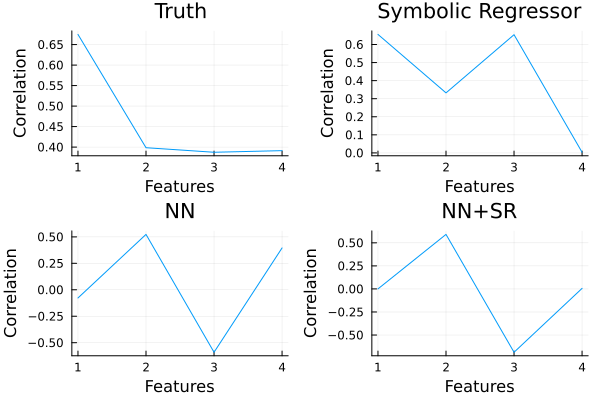 Truth
Correlation
0.65
0.60
0.55
0.50
0.45
0.40
1 2 3 4
Features
Symbolic Regressor
Correlation
0.6
0.5
0.4
0.3
0.2
0.1
0.0
1 2 3 4
Features
NN
Correlation
0.50
0.25
0.00
−0.25
−0.50
1 2 3 4
Features
NN+SR
Correlation
0.50
0.25
0.00
−0.25
−0.50
1 2 3 4
Features